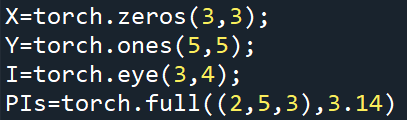 X=torch.zeros(3,3);
Y=torch.ones(5,5);
I=torch.eye(3,4);
PIs=torch.full((2,5,3),3.14)